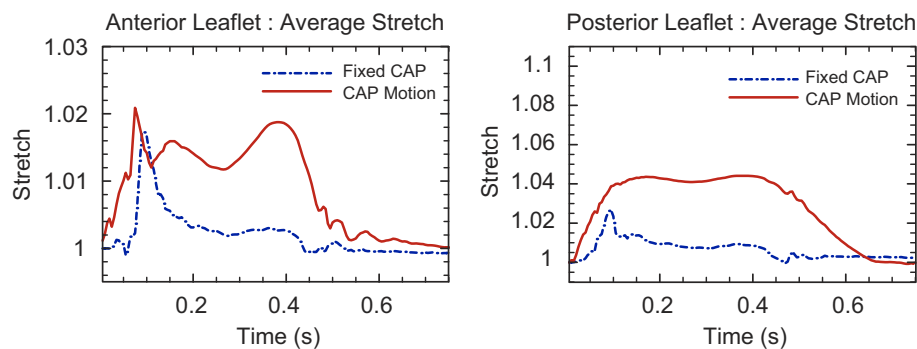 Anterior Leaflet : Average Stretch
1.03
1.02
1.01
1
Stretch
Fixed CAP
CAP Motion
0.2
0.4
0.6
Time (s)
Posterior Leaflet : Average Stretch
1.1
1.08
1.06
1.04
1.02
1
Stretch
Fixed CAP
CAP Motion
0.2
0.4
0.6
Time (s)